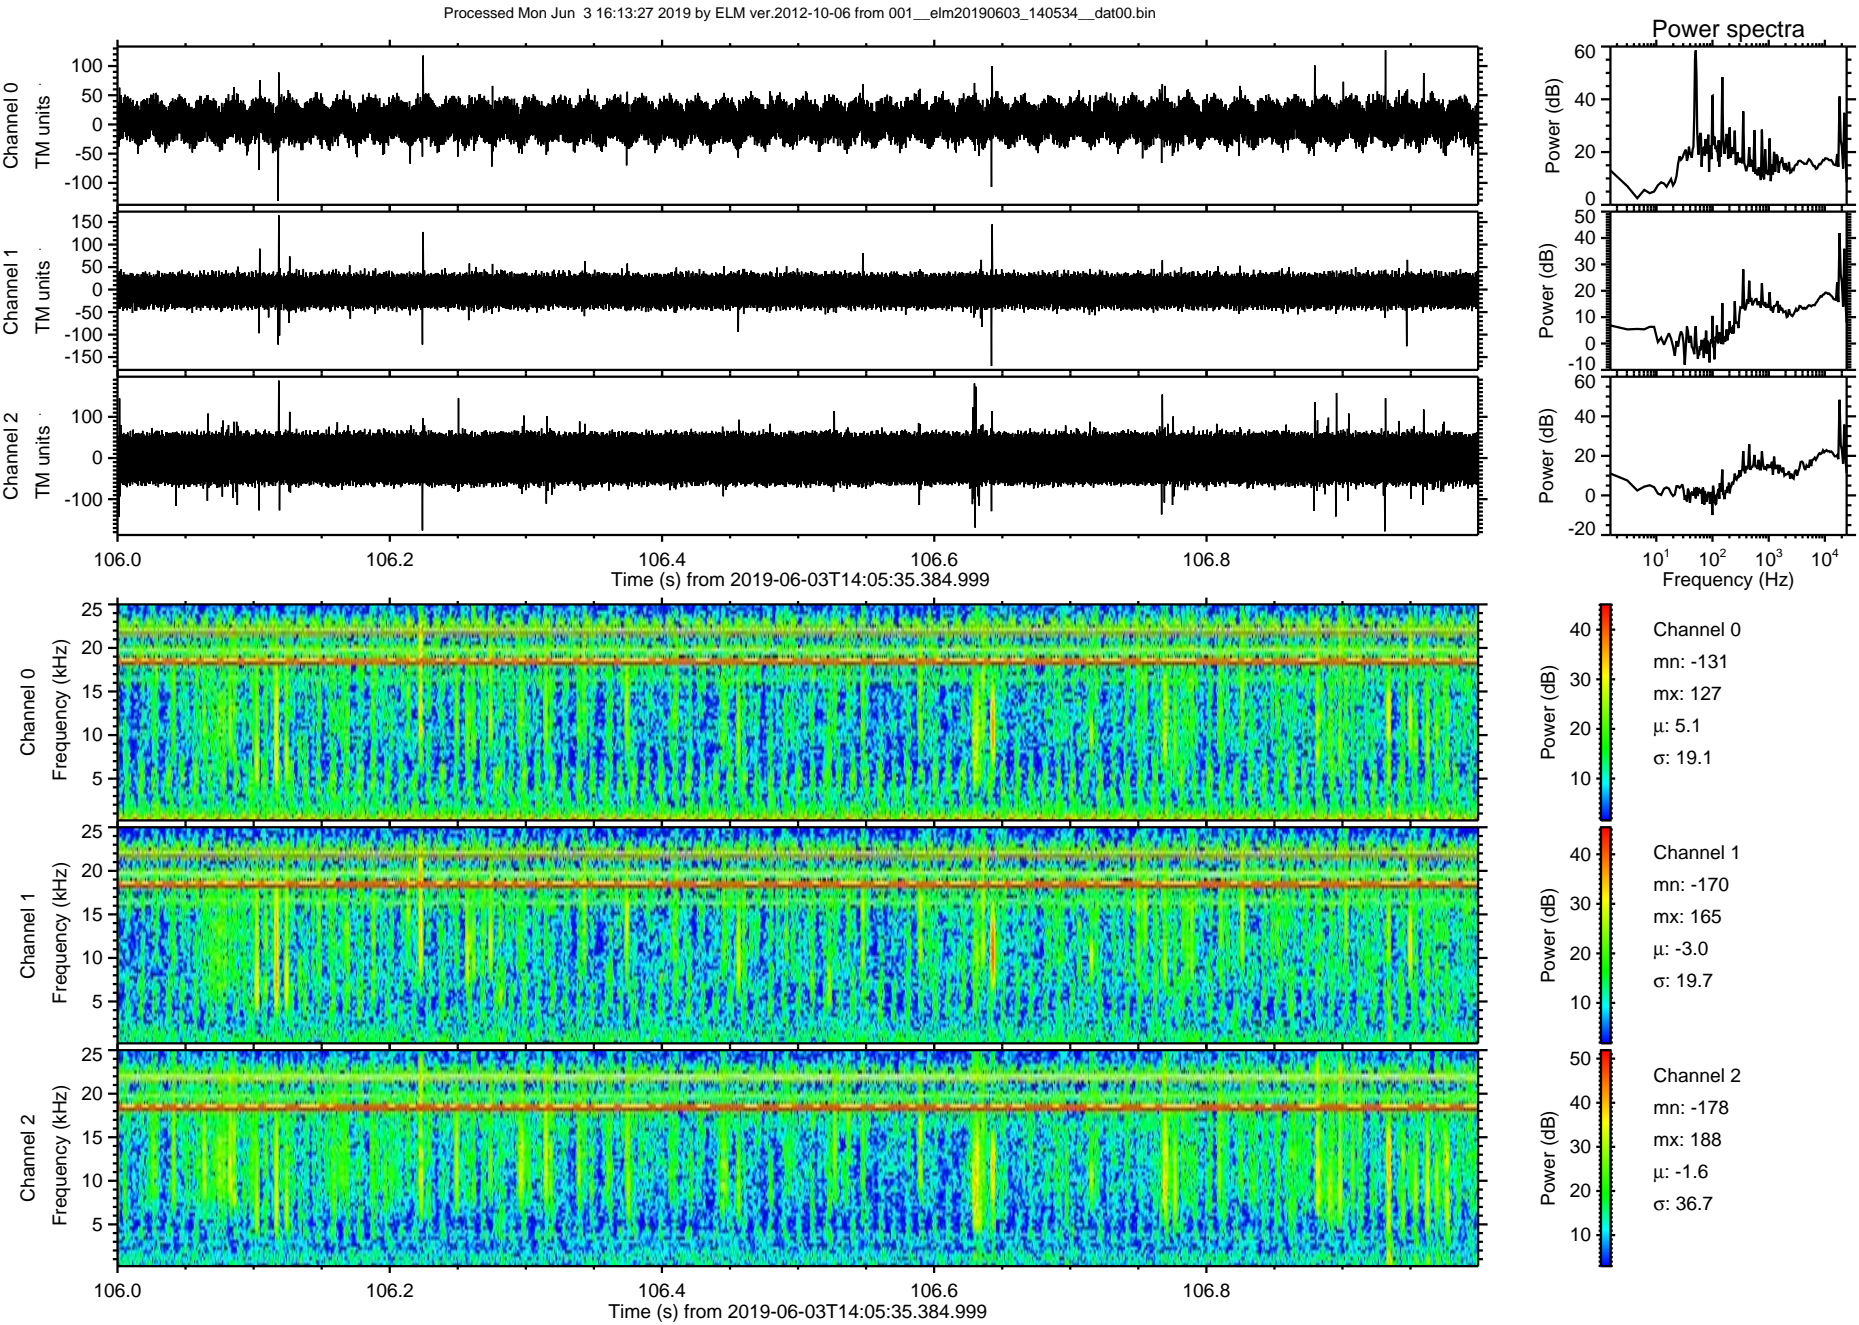 Processed Mon Jun  3 16:13:27 2019 by ELM ver.2012-10-06 from 001__elm20190603_140534__dat00.bin
Power spectra
Channel 0
TM units
100
50
0
-50
-100
Power (dB)
60
40
20
0
Channel 1
TM units
150
100
50
0
-50
-100
-150
Power (dB)
50
40
30
20
10
0
-10
Channel 2
TM units
100
0
-100
Power (dB)
60
40
20
0
-20
106.0 106.2 106.4 106.6 106.8
Time (s) from 2019-06-03T14:05:35.384.999
10¹ 10² 10³ 10⁴
Frequency (Hz)
Channel 0
Frequency (kHz)
25
20
15
10
5
Power (dB)
40
30
20
10
Channel 0
mn: -131
mx: 127
μ: 5.1
σ: 19.1
Channel 1
Frequency (kHz)
25
20
15
10
5
Power (dB)
40
30
20
10
Channel 1
mn: -170
mx: 165
μ: -3.0
σ: 19.7
Channel 2
Frequency (kHz)
25
20
15
10
5
Power (dB)
50
40
30
20
10
Channel 2
mn: -178
mx: 188
μ: -1.6
σ: 36.7
106.0 106.2 106.4 106.6 106.8
Time (s) from 2019-06-03T14:05:35.384.999